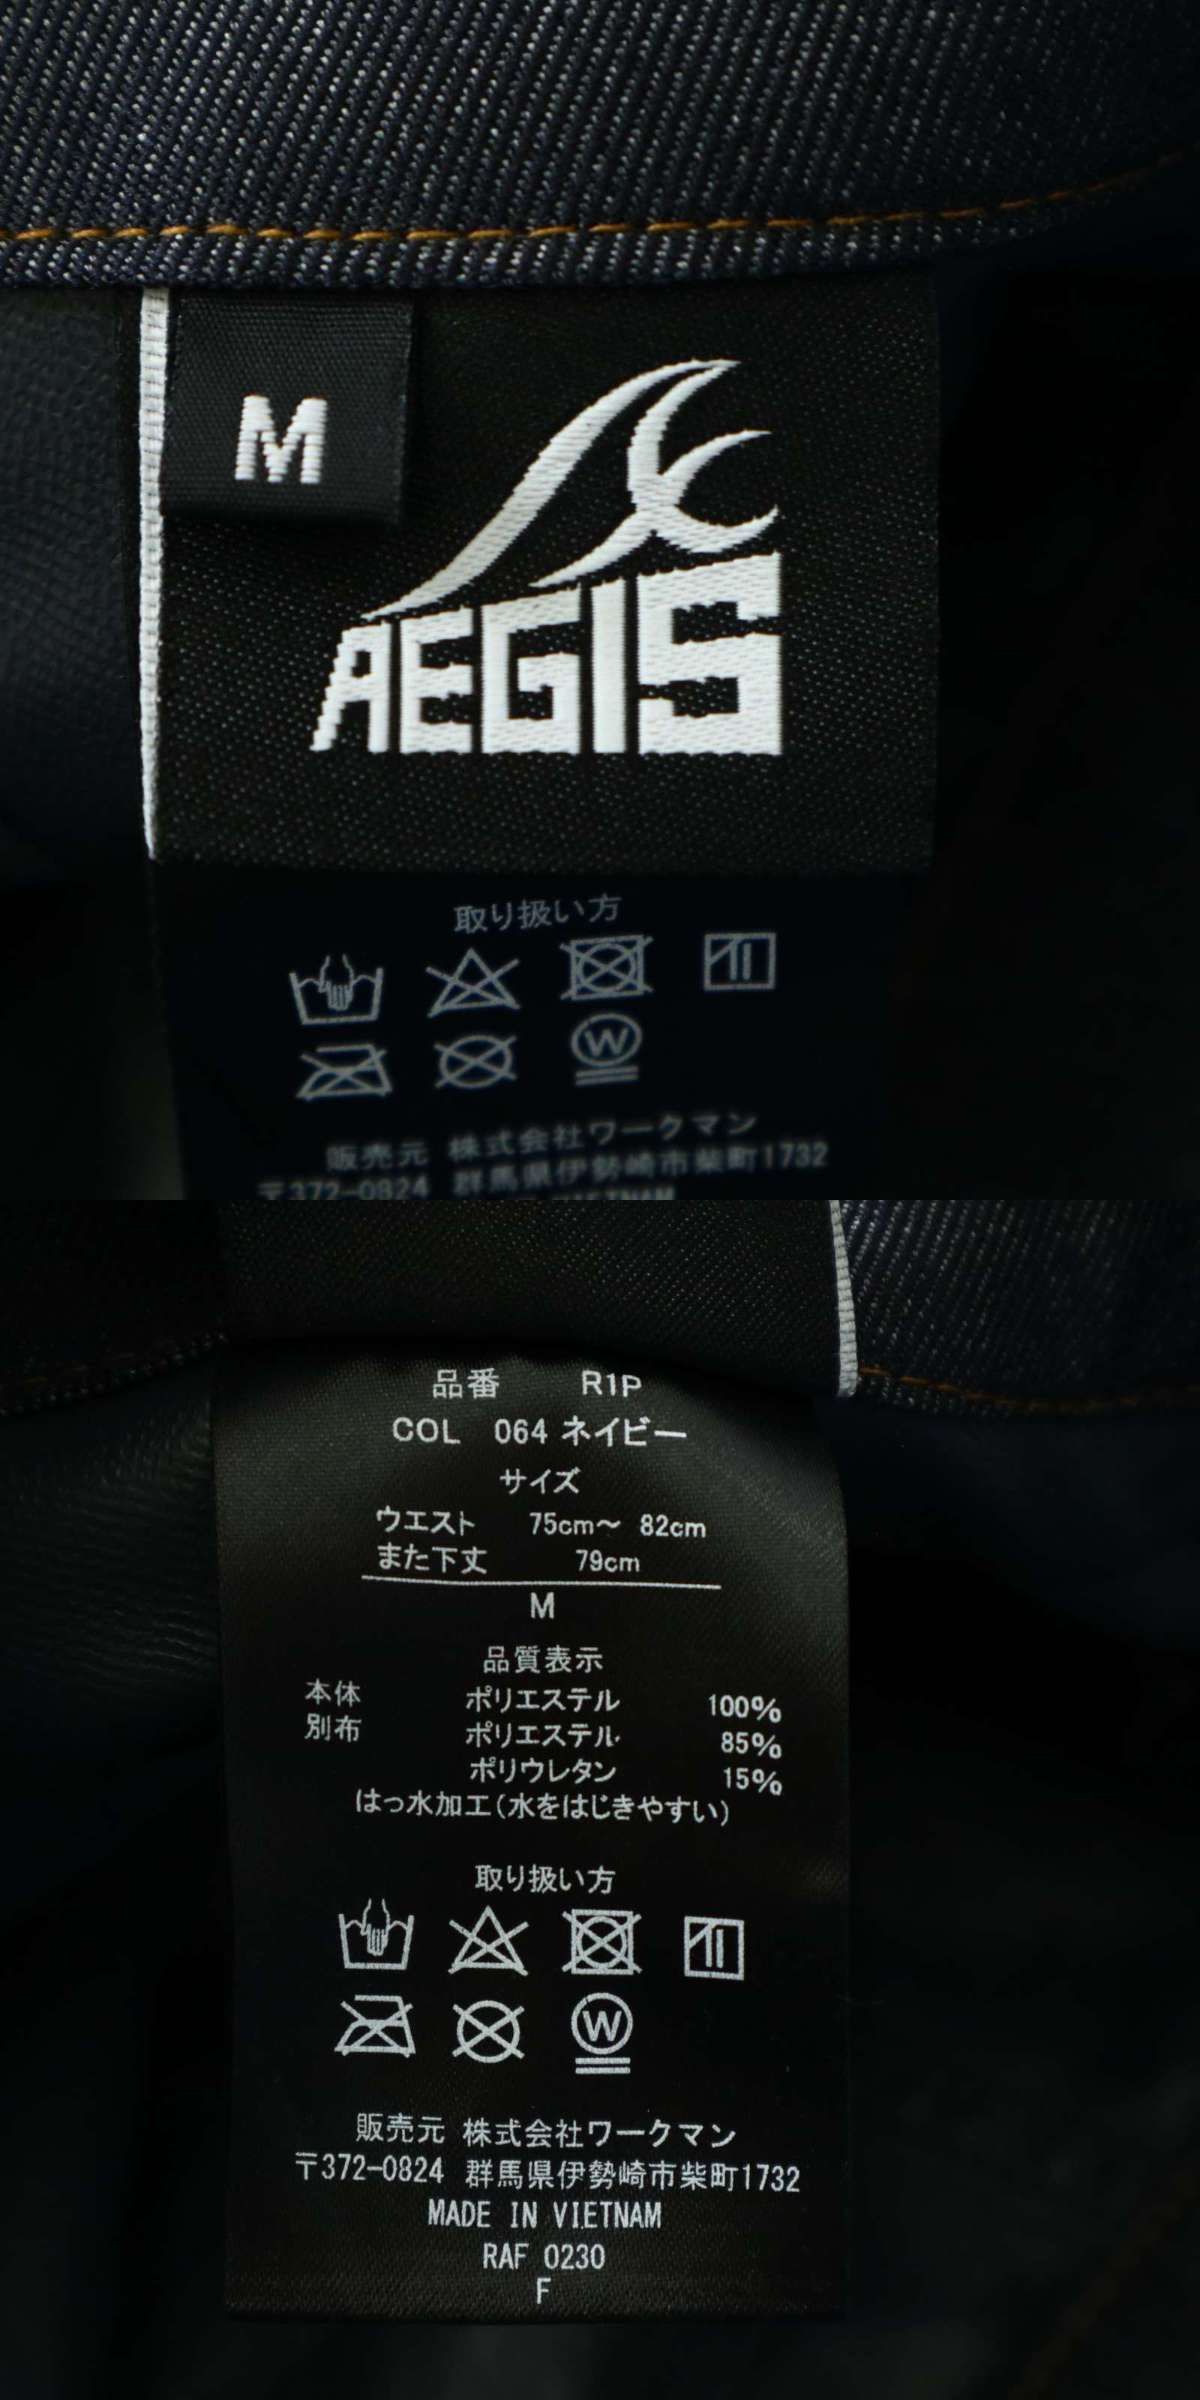 M
AEGIS
取り扱い方
W
販売元 株式会社ワークマン
〒372-0824 群馬県伊勢崎市柴町1732
VIETNAM
品番 R1P
COL 064 ネイビー
サイズ
ウエスト 75cm～ 82cm
また下丈 79cm
M
品質表示
本体 ポリエステル 100%
別布 ポリエステル 85%
ポリウレタン 15%
はっ水加工(水をはじきやすい)
取り扱い方
W
販売元 株式会社ワークマン
〒372-0824 群馬県伊勢崎市柴町1732
MADE IN VIETNAM
RAF 0230
F